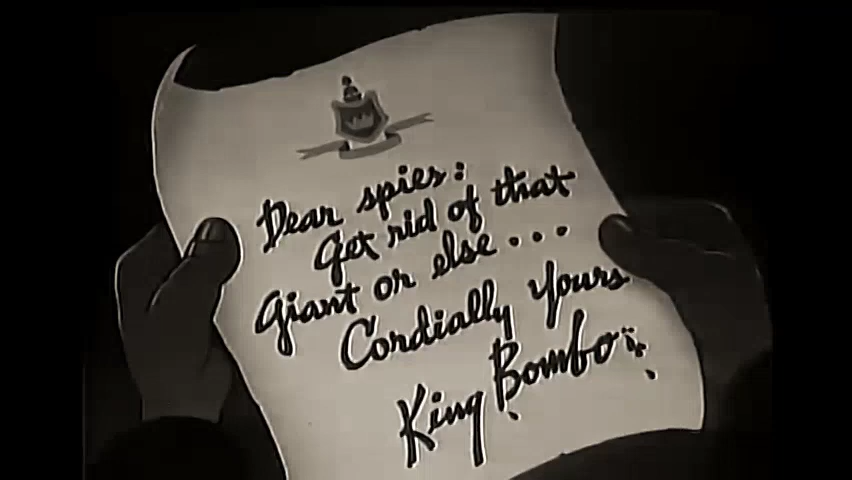 Dear spies:
Get rid of that
Giant or else...
Cordially Yours
King Bombo